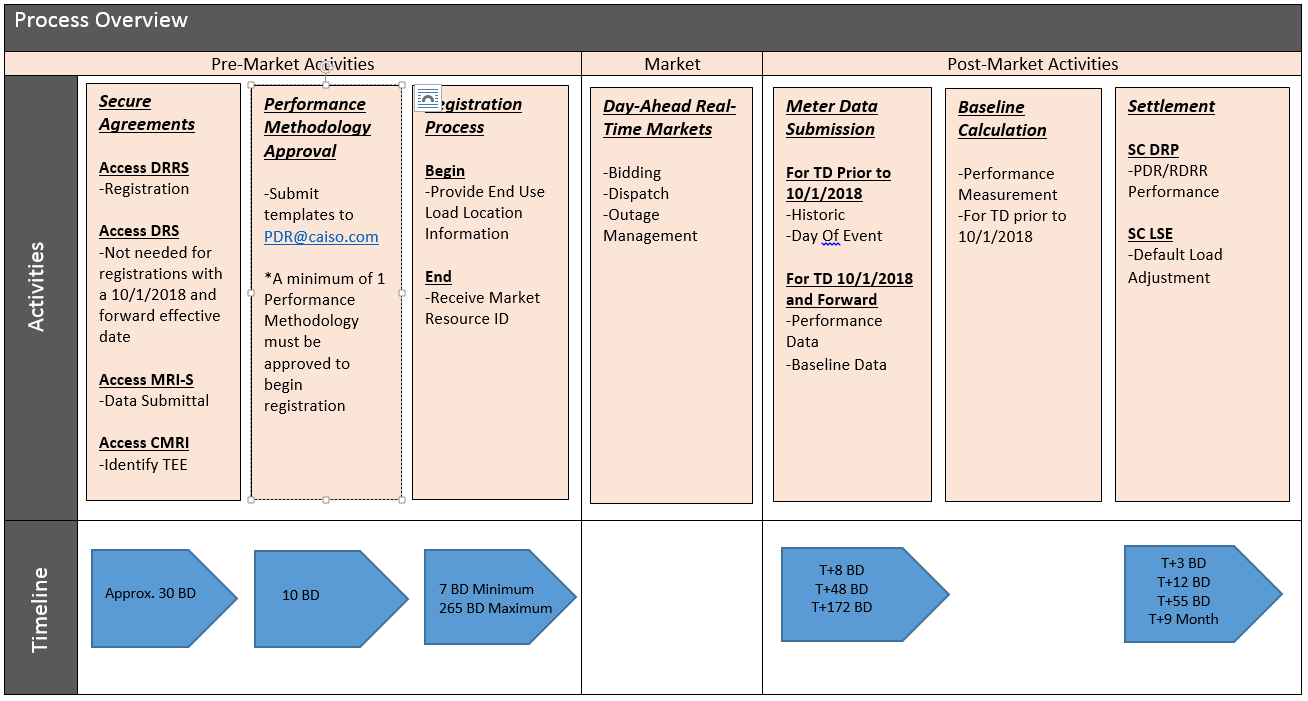 Process Overview
Pre-Market Activities
Market
Post-Market Activities
Activities
Secure
Agreements
Access DRRS
-Registration
Access DRS
-Not needed for
registrations with
a 10/1/2018 and
forward effective
date
Access MRI-S
-Data Submittal
Access CMRI
-Identify TEE
Performance
Methodology
Approval
-Submit
templates to
PDR@caiso.com
*A minimum of 1
Performance
Methodology
must be
approved to
begin
registration
egistration
Process
Begin
-Provide End Use
Load Location
Information
End
-Receive Market
Resource ID
Day-Ahead Real-
Time Markets
-Bidding
-Dispatch
-Outage
Management
Meter Data
Submission
For TD Prior to
10/1/2018
-Historic
-Day Of Event
For TD 10/1/2018
and Forward
-Performance
Data
-Baseline Data
Baseline
Calculation
-Performance
Measurement
-For TD prior to
10/1/2018
Settlement
SC DRP
-PDR/RDRR
Performance
SC LSE
-Default Load
Adjustment
Timeline
Approx. 30 BD
10 BD
7 BD Minimum
265 BD Maximum
T+8 BD
T+48 BD
T+172 BD
T+3 BD
T+12 BD
T+55 BD
T+9 Month